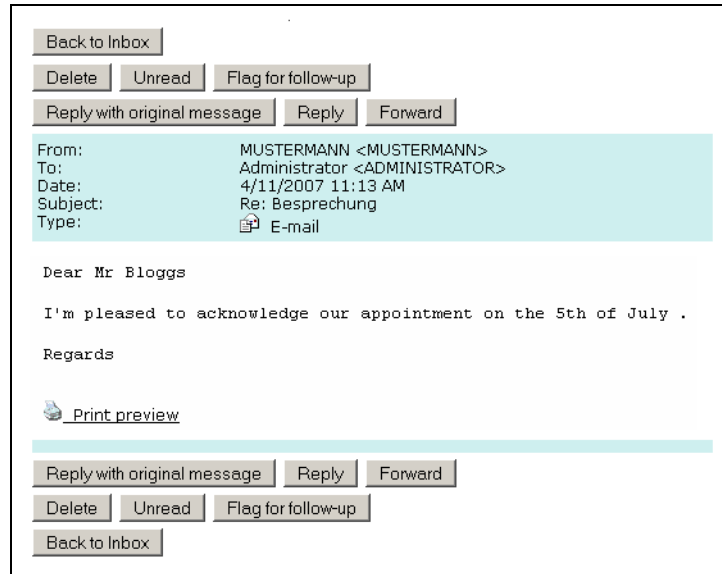 Back to Inbox
Delete Unread Flag for follow-up
Reply with original message Reply Forward
From: MUSTERMANN <MUSTERMANN>
To: Administrator <ADMINISTRATOR>
Date: 4/11/2007 11:13 AM
Subject: Re: Besprechung
Type: E-mail
Dear Mr Bloggs
I'm pleased to acknowledge our appointment on the 5th of July .
Regards
Print preview
Reply with original message Reply Forward
Delete Unread Flag for follow-up
Back to Inbox